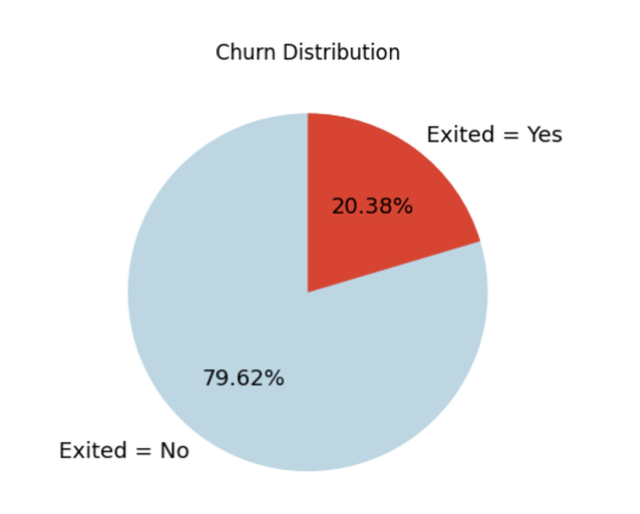 Churn Distribution
Exited = Yes
20.38%
79.62%
Exited = No